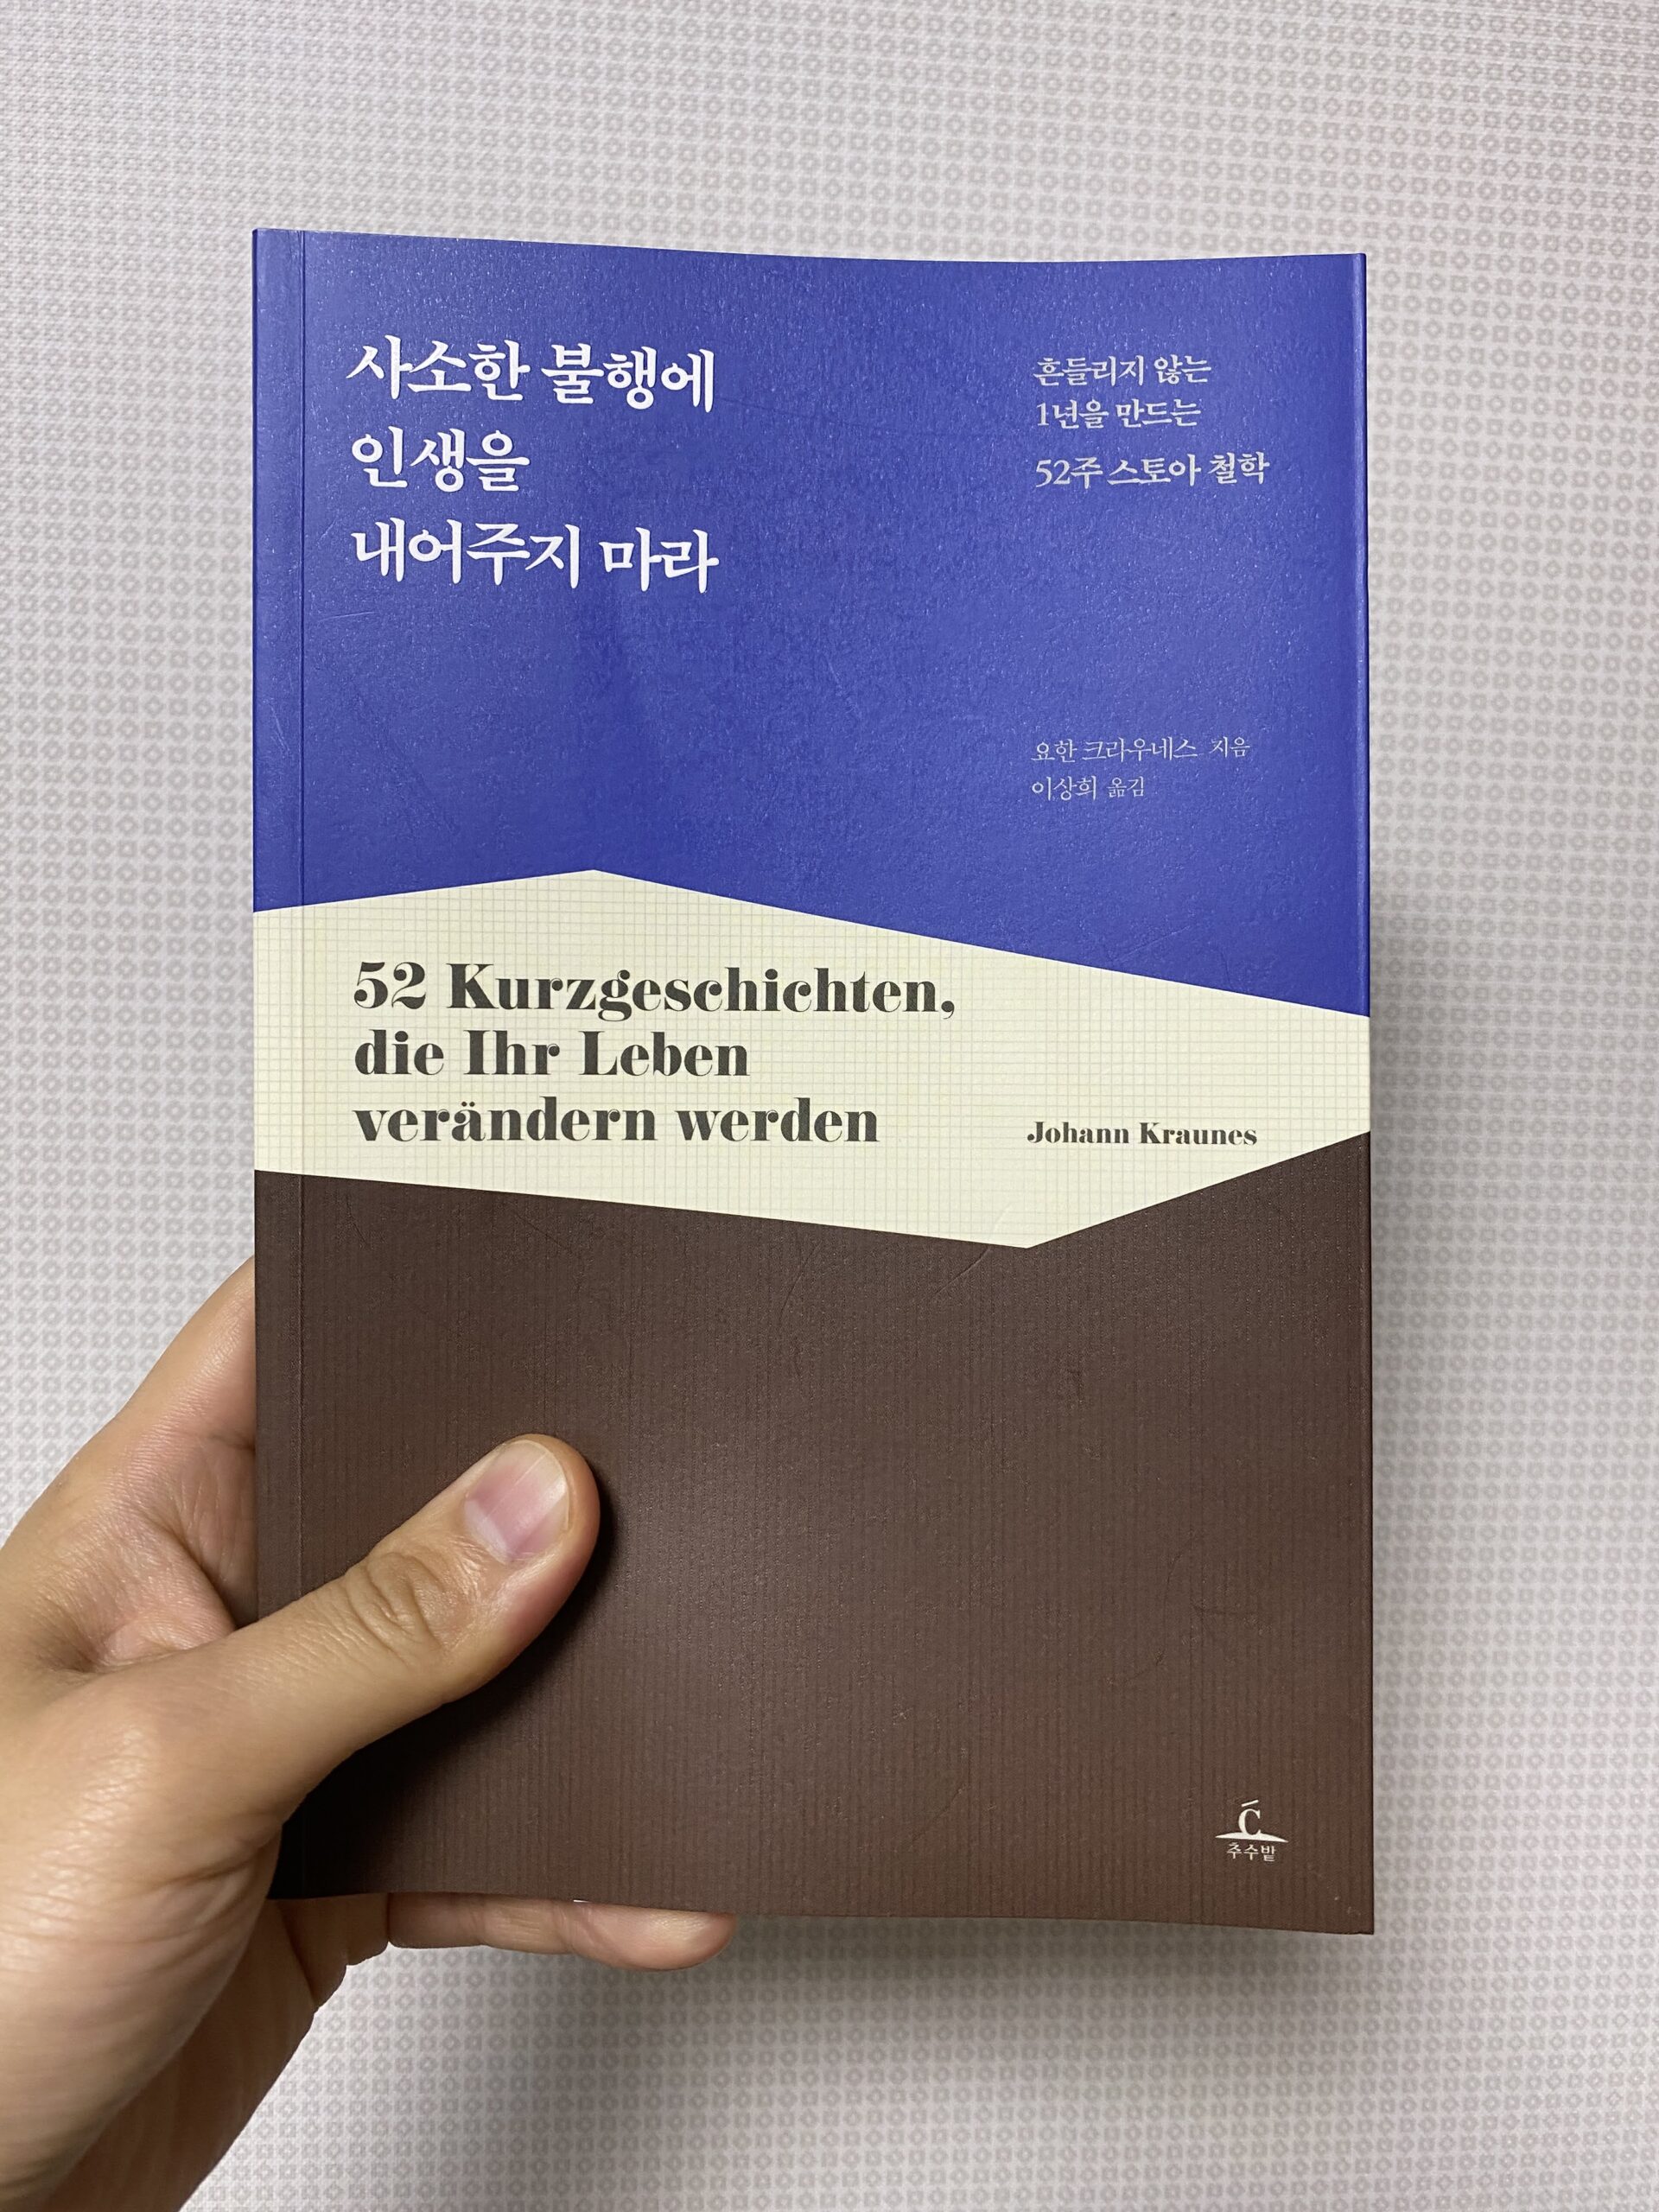 사소한 불행에
인생을
내어주지 마라
흔들리지 않는
1년을 만드는
52주 스토아 철학
요한 크라우네스 지음
이상희 옮김
52 Kurzgeschichten,
die Ihr Leben
verändern werden
Johann Kraunes
C
추수밭